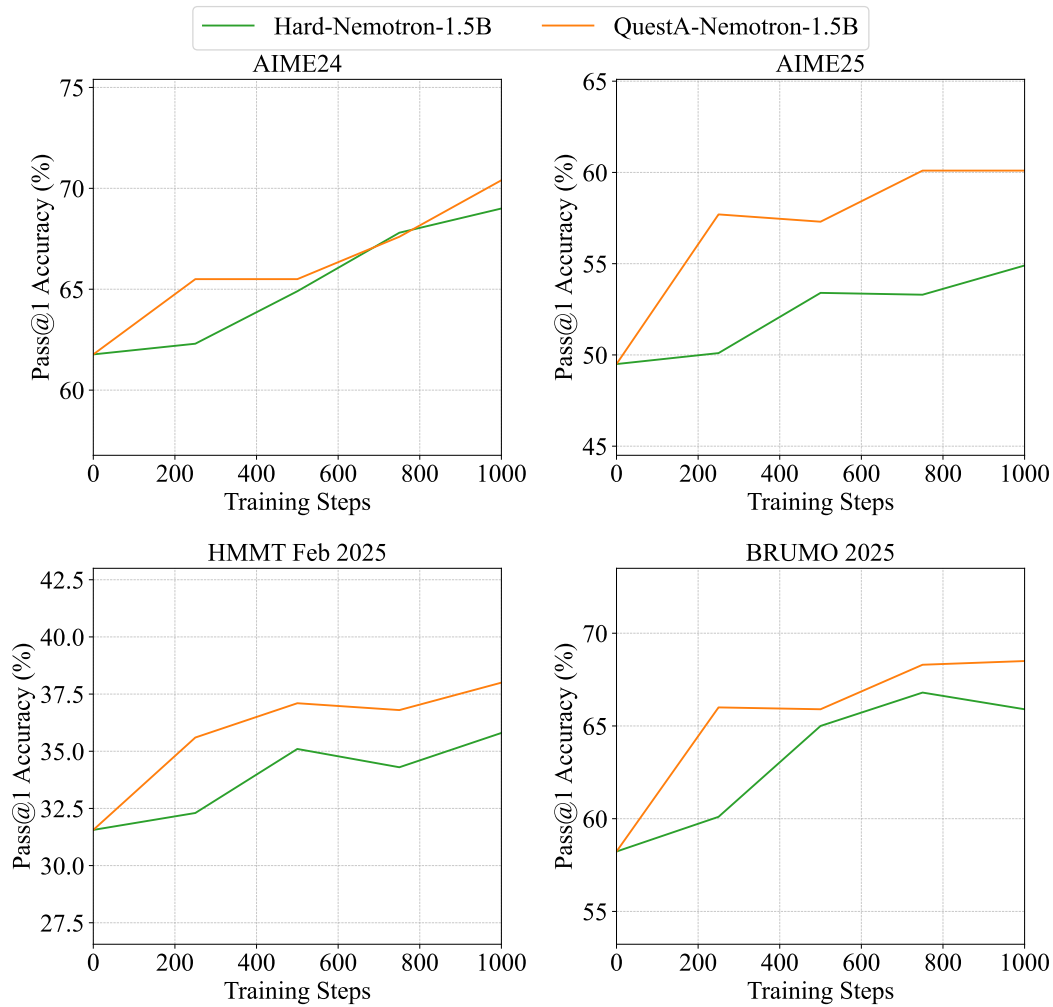 Hard-Nemotron-1.5B
QuestA-Nemotron-1.5B
AIME24
Pass@1 Accuracy (%)
75
70
65
60
0 200 400 600 800 1000
Training Steps
AIME25
Pass@1 Accuracy (%)
65
60
55
50
45
0 200 400 600 800 1000
Training Steps
HMMT Feb 2025
Pass@1 Accuracy (%)
42.5
40.0
37.5
35.0
32.5
30.0
27.5
0 200 400 600 800 1000
Training Steps
BRUMO 2025
Pass@1 Accuracy (%)
70
65
60
55
0 200 400 600 800 1000
Training Steps